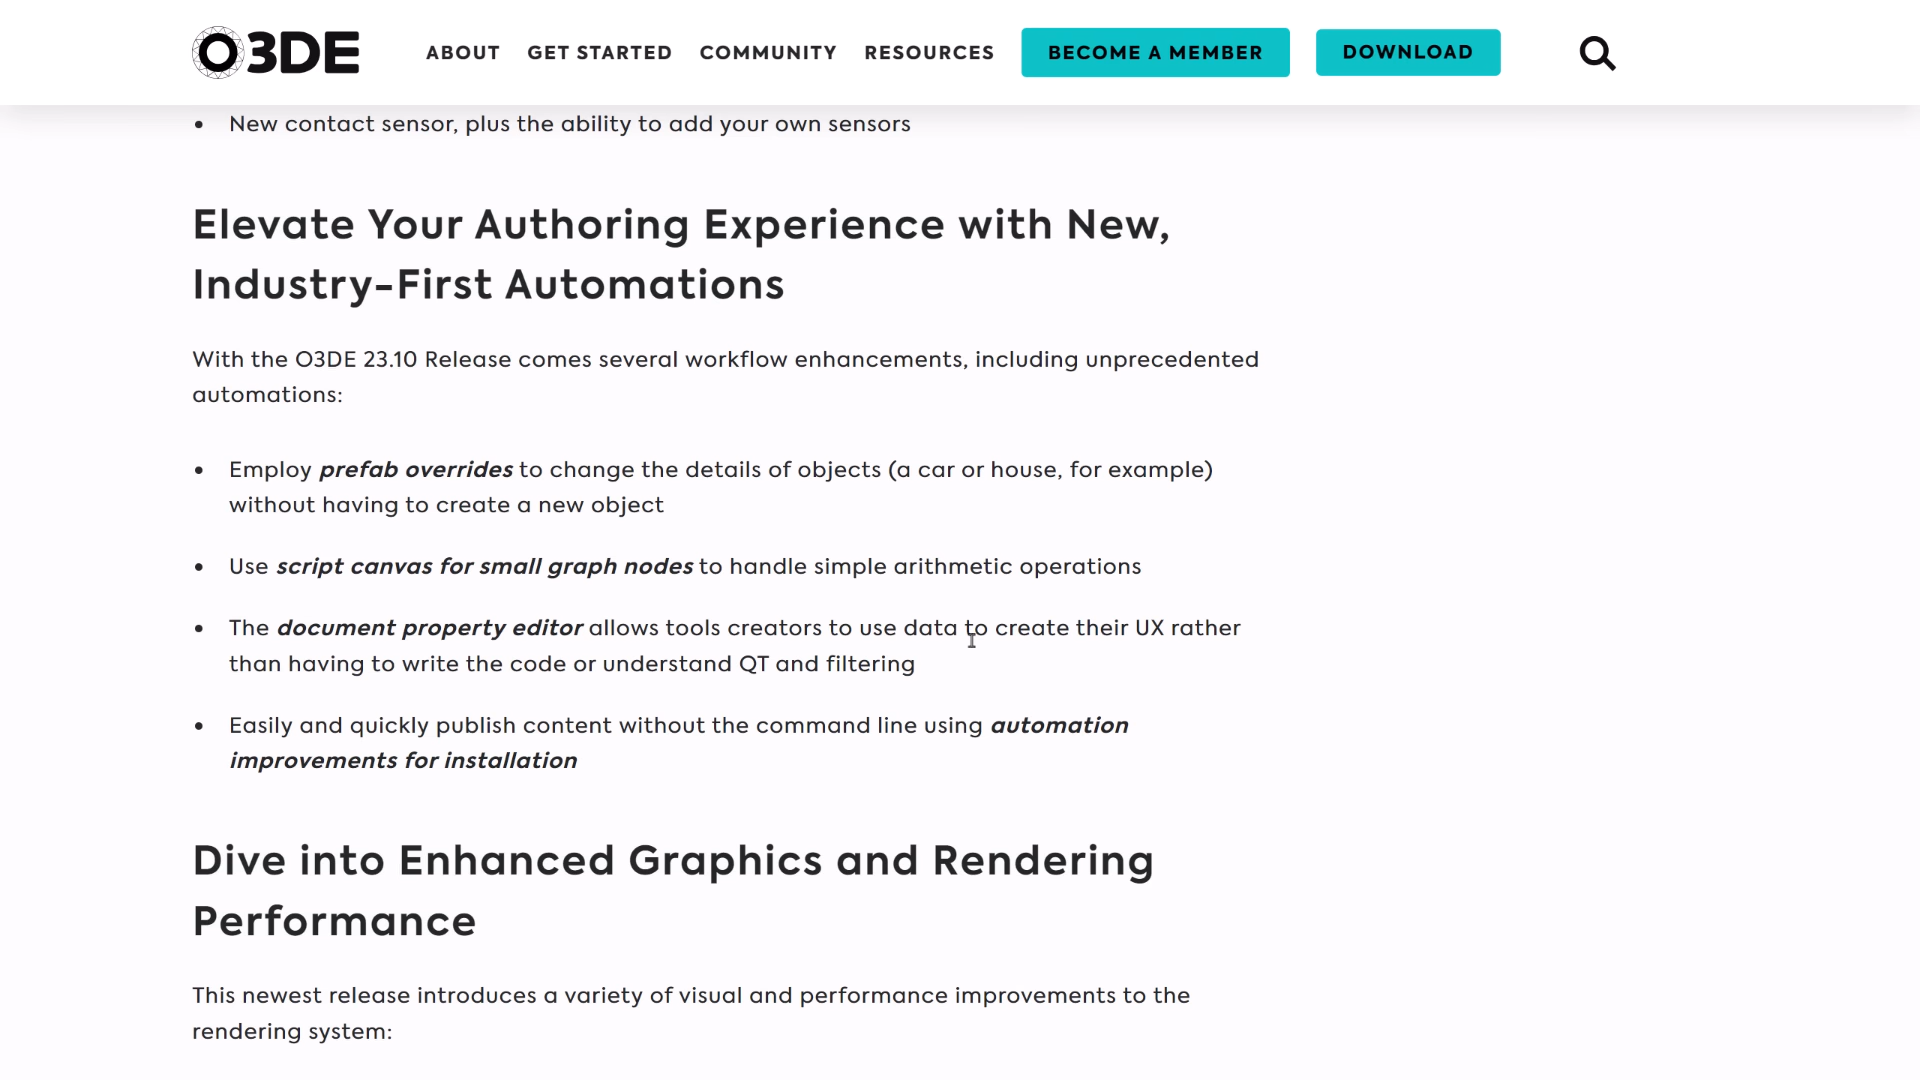 O3DE ABOUT GET STARTED COMMUNITY RESOURCES BECOME A MEMBER DOWNLOAD
• New contact sensor, plus the ability to add your own sensors
Elevate Your Authoring Experience with New,
Industry-First Automations
With the O3DE 23.10 Release comes several workflow enhancements, including unprecedented
automations:
• Employ prefab overrides to change the details of objects (a car or house, for example)
without having to create a new object
• Use script canvas for small graph nodes to handle simple arithmetic operations
• The document property editor allows tools creators to use data to create their UX rather
than having to write the code or understand QT and filtering
• Easily and quickly publish content without the command line using automation
improvements for installation
Dive into Enhanced Graphics and Rendering
Performance
This newest release introduces a variety of visual and performance improvements to the
rendering system: